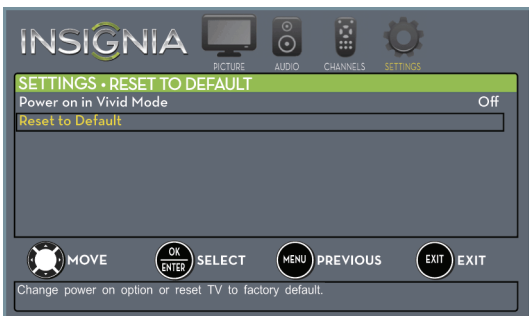 INSIGNIA
PICTURE AUDIO CHANNELS SETTINGS
SETTINGS • RESET TO DEFAULT
Power on in Vivid Mode Off
Reset to Default
MOVE OK ENTER SELECT MENU PREVIOUS EXIT EXIT
Change power on option or reset TV to factory default.